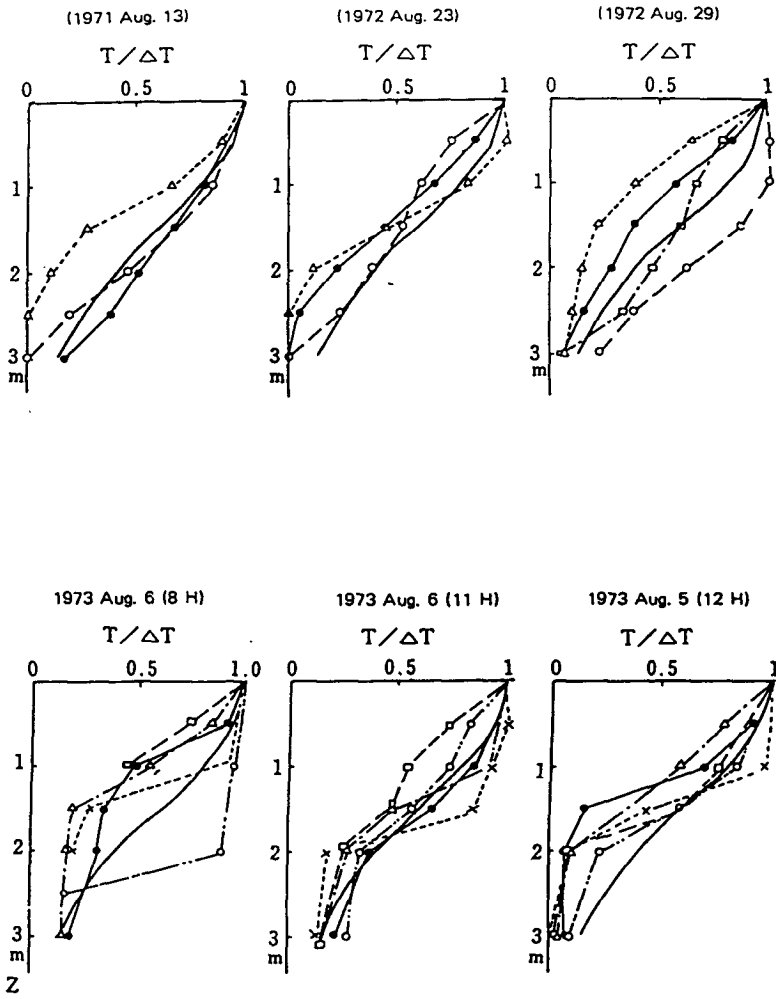 (1971 Aug. 13) (1972 Aug. 23) (1972 Aug. 29)
T/△T T/△T T/△T
0 0.5 1 0 0.5 1 0 0.5 1
1 1 1
2 2 2
3 3 3
m m m
1973 Aug. 6 (8 H) 1973 Aug. 6 (11 H) 1973 Aug. 5 (12 H)
T/△T T/△T T/△T
0 0.5 1.0 0 0.5 1 0 0.5 1
1 1 1
2 2 2
3 3 3
m m m
Z